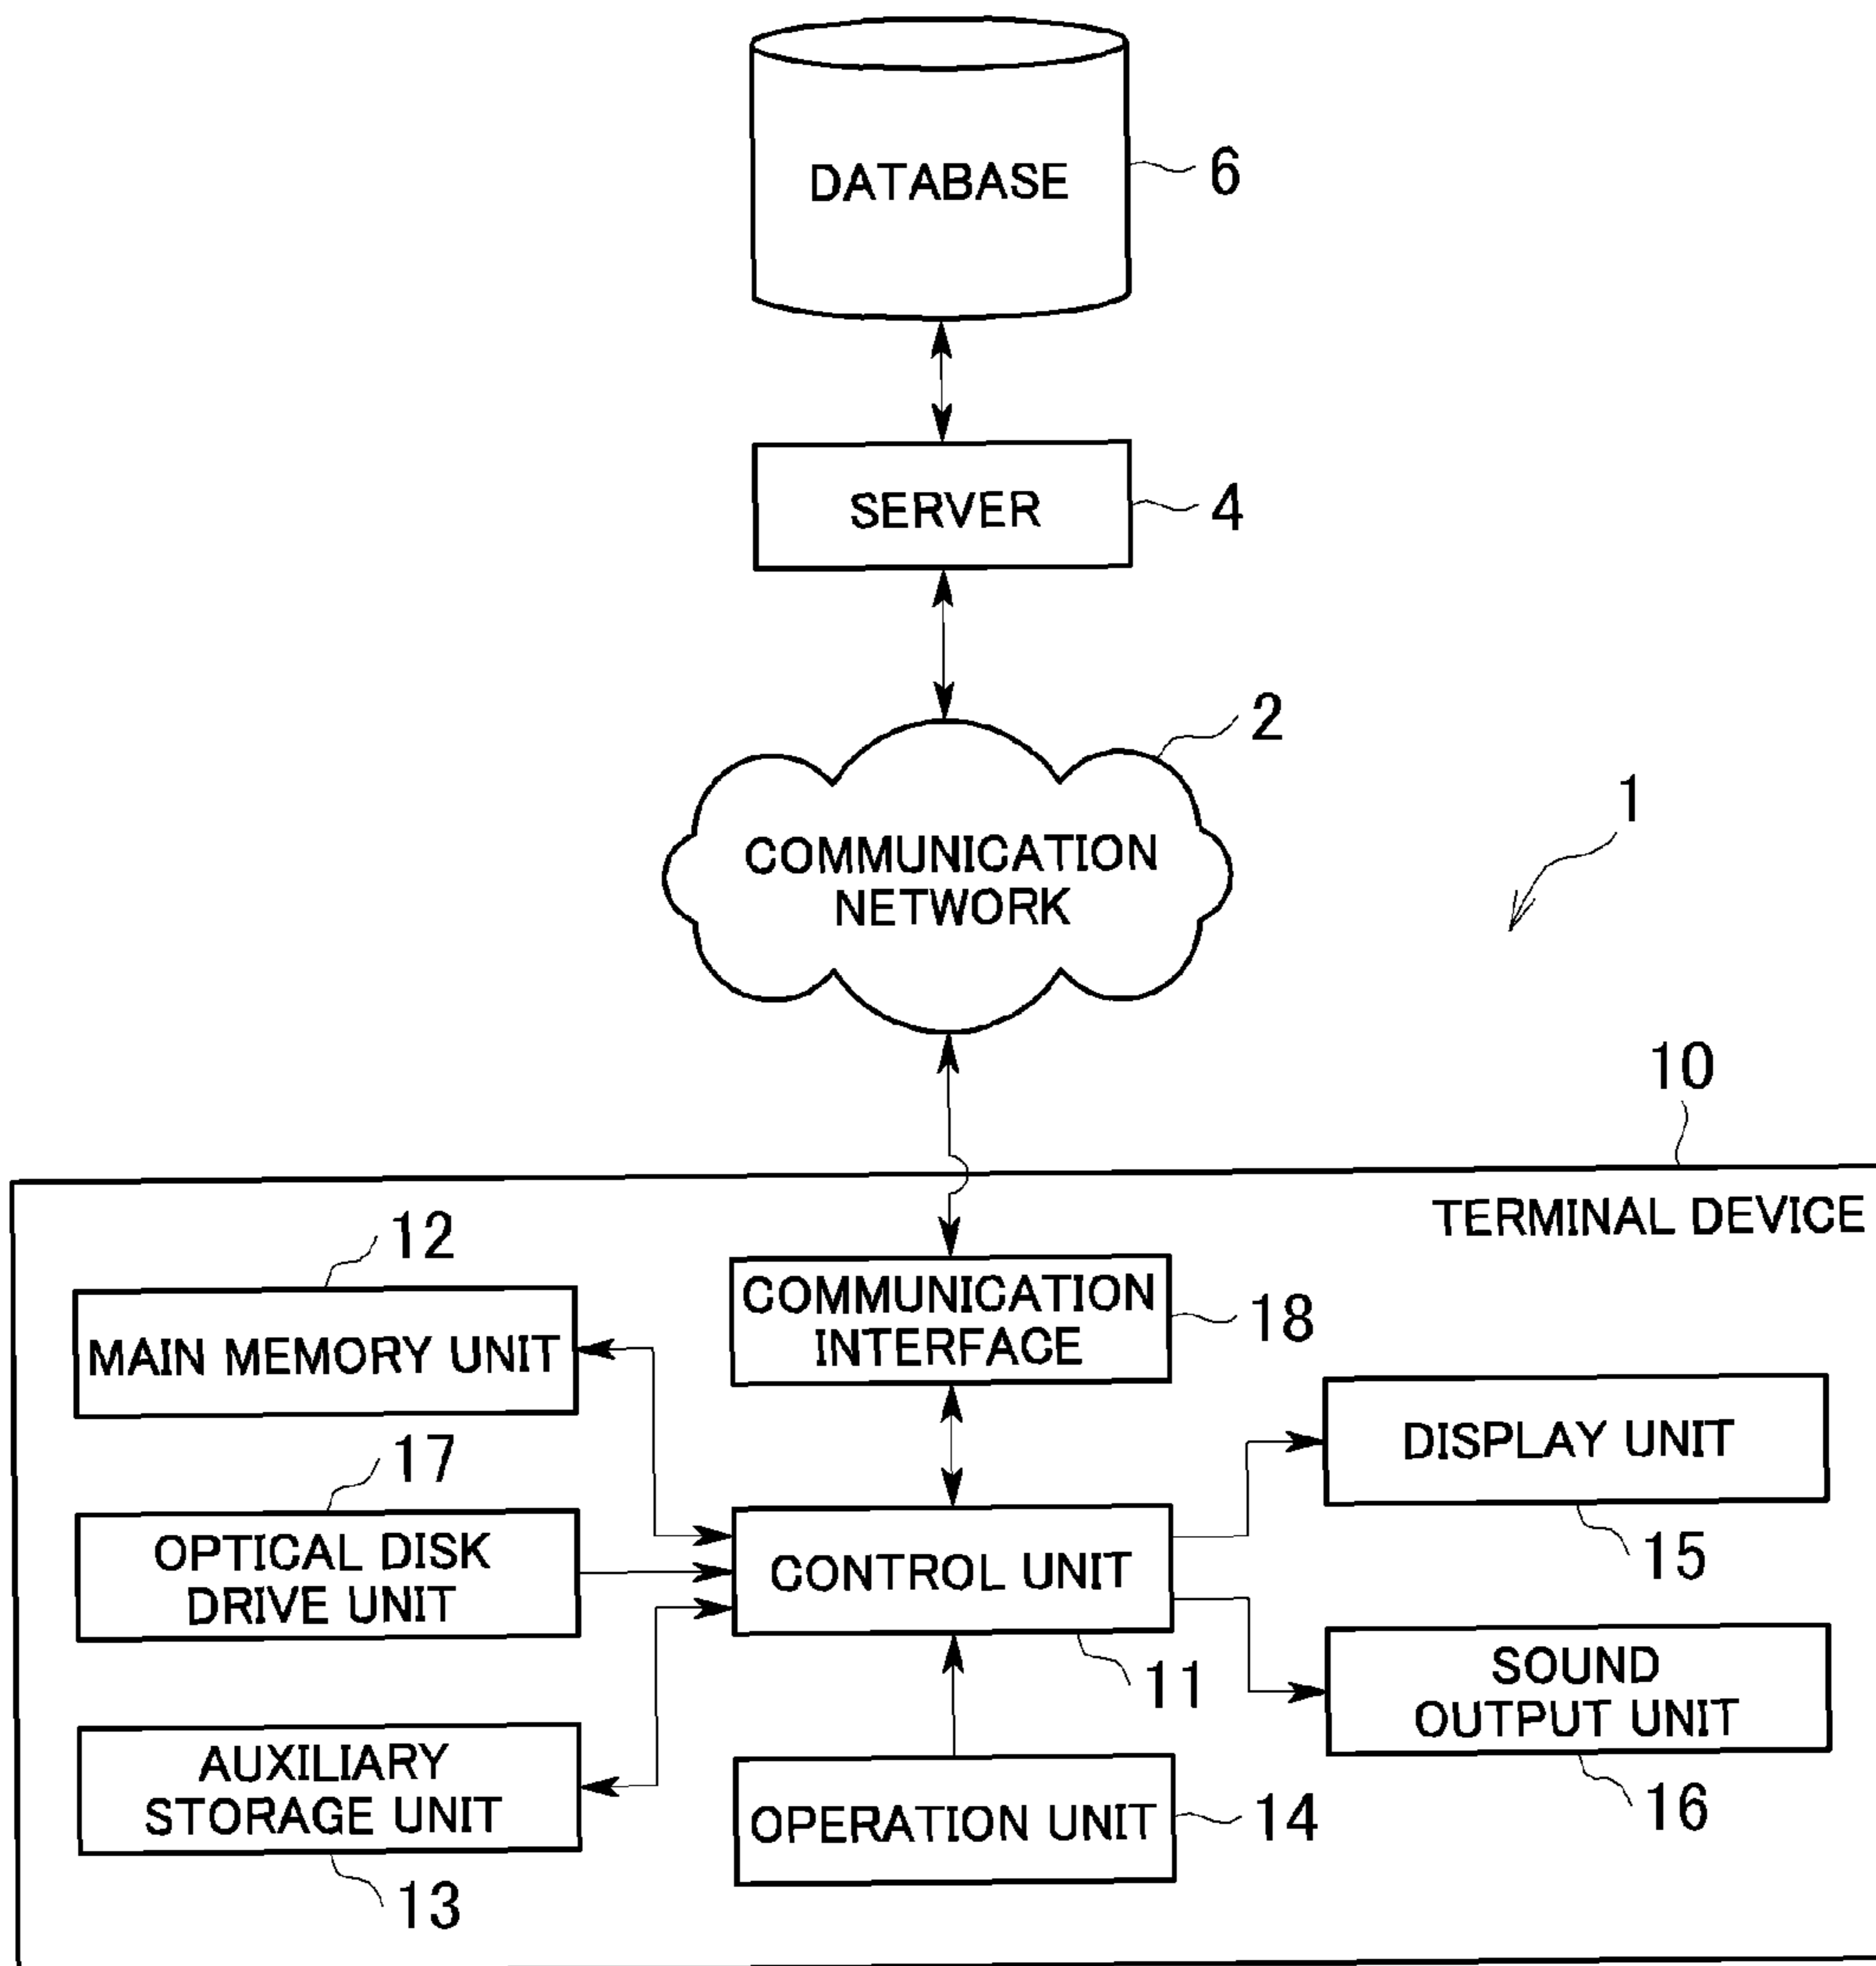 DATABASE
6
SERVER
4
2
COMMUNICATION
NETWORK
1
10
TERMINAL DEVICE
12
MAIN MEMORY UNIT
COMMUNICATION
INTERFACE
18
17
OPTICAL DISK
DRIVE UNIT
CONTROL UNIT
11
DISPLAY UNIT
15
SOUND
OUTPUT UNIT
16
AUXILIARY
STORAGE UNIT
13
OPERATION UNIT
14